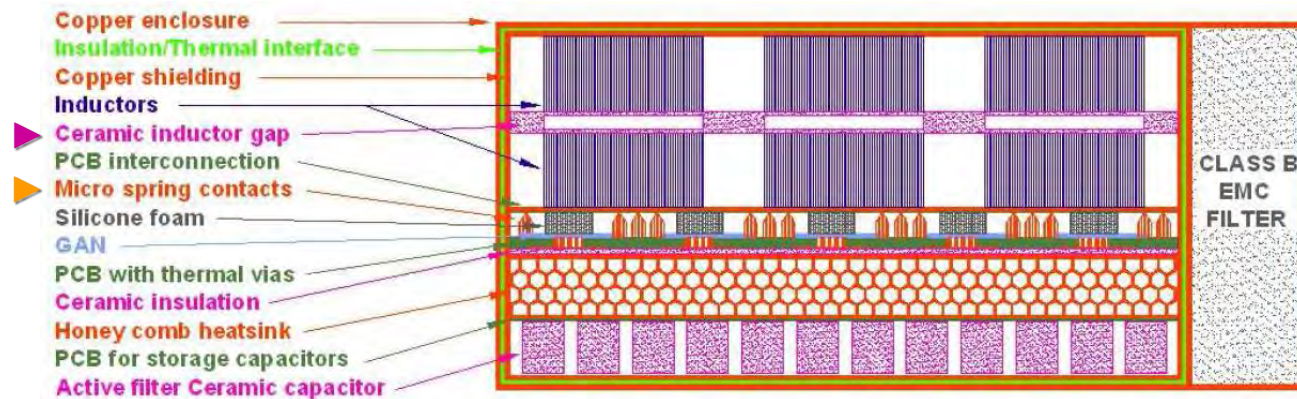 Copper enclosure
Insulation/Thermal interface
Copper shielding
Inductors
Ceramic inductor gap
PCB interconnection
Micro spring contacts
Silicone foam
GAN
PCB with thermal vias
Ceramic insulation
Honey comb heatsink
PCB for storage capacitors
Active filter Ceramic capacitor
CLASS B
EMC
FILTER